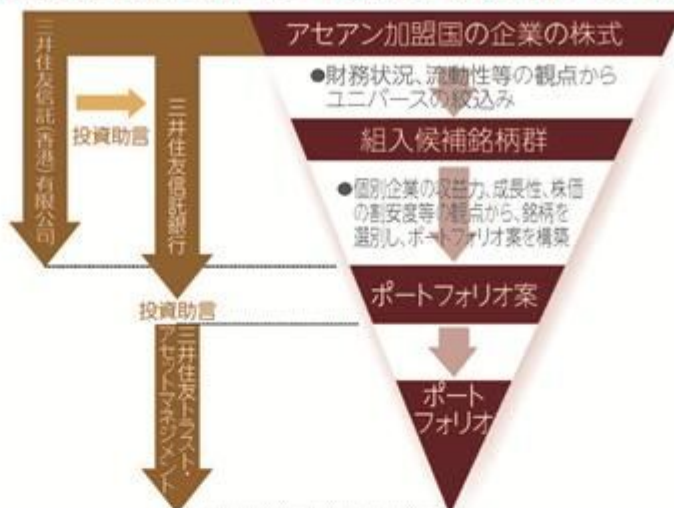 アセアン加盟国の企業の株式
●財務状況、流動性等の観点から
ユニバースの絞込み
組入候補銘柄群
●個別企業の収益力、成長性、株価
の割安度等の観点から、銘柄を
選別し、ポートフォリオ案を構築
ポートフォリオ案
ポート
フォリオ
三井住友信託(香港)有限公司
投資助言
三井住友信託銀行
投資助言
三井住友トラスト・
アセットマネジメント